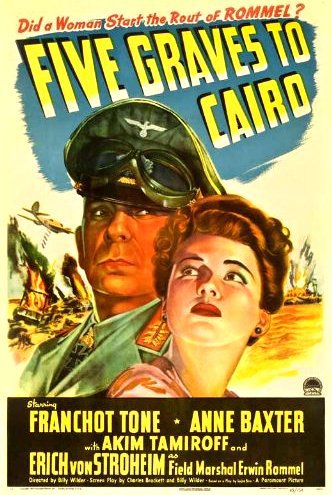 Did a Woman Start the Rout of ROMMEL?
FIVE GRAVES TO
CAIRO
Starring
FRANCHOT TONE ★ ANNE BAXTER
with AKIM TAMIROFF and
ERICH VON STROHEIM as Field Marshal Erwin Rommel
Directed by Billy Wilder - Screen Play by Charles Brackett and Billy Wilder - A Paramount Picture